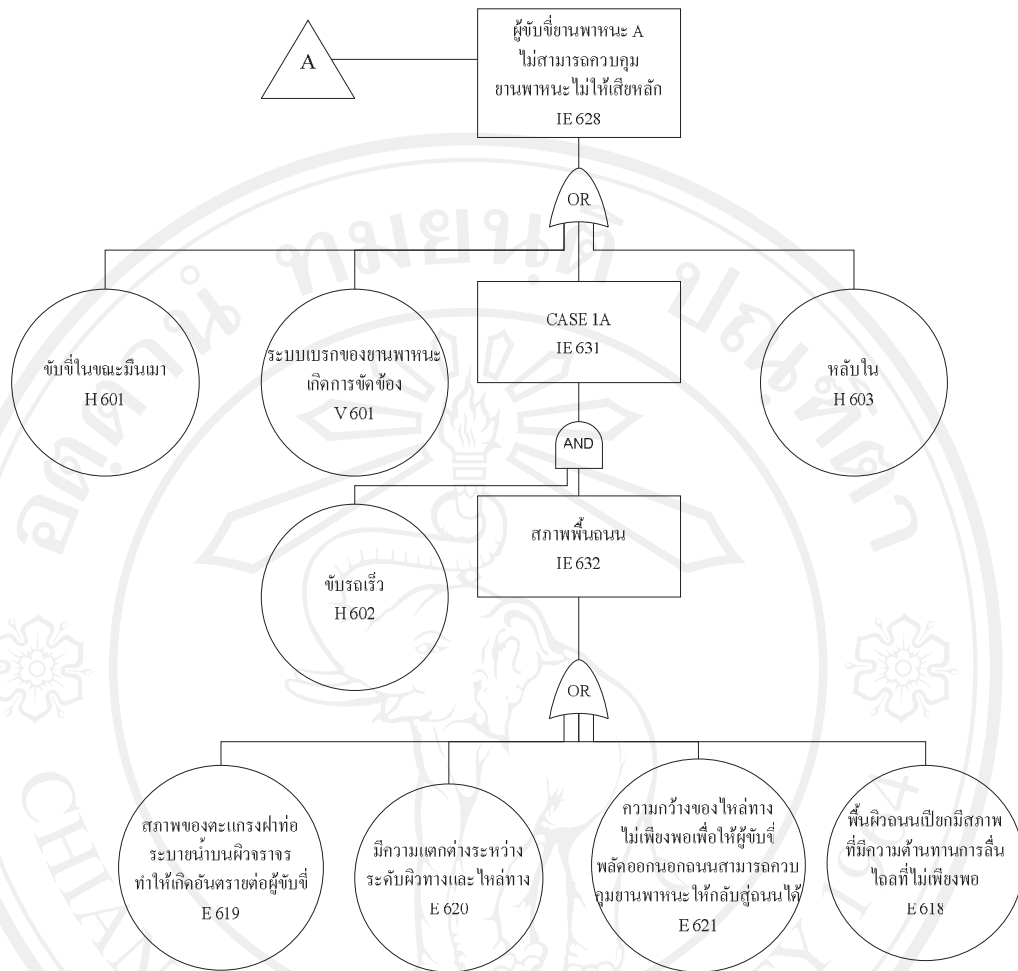 A
ผู้ขับขี่ยานพาหนะ A
ไม่สามารถควบคุม
ยานพาหนะไม่ให้เสียหลัก
IE 628
OR
ขับขี่ในขณะมึนเมา
H 601
ระบบเบรกของยานพาหนะ
เกิดการขัดข้อง
V 601
CASE 1A
IE 631
หลับใน
H 603
AND
ขับรถเร็ว
H 602
สภาพพื้นถนน
IE 632
OR
สภาพของตะแกรงฝาท่อ
ระบายน้ำบนผิวจราจร
ทำให้เกิดอันตรายต่อผู้ขับขี่
E 619
มีความแตกต่างระหว่าง
ระดับผิวทางและไหล่ทาง
E 620
ความกว้างของไหล่ทาง
ไม่เพียงพอเพื่อให้ผู้ขับขี่
พลัดออกนอกถนนสามารถควบ
คุมยานพาหนะให้กลับสู่ถนนได้
E 621
พื้นผิวถนนเปียกมีสภาพ
ที่มีความต้านทานการลื่น
ไถลที่ไม่เพียงพอ
E 618